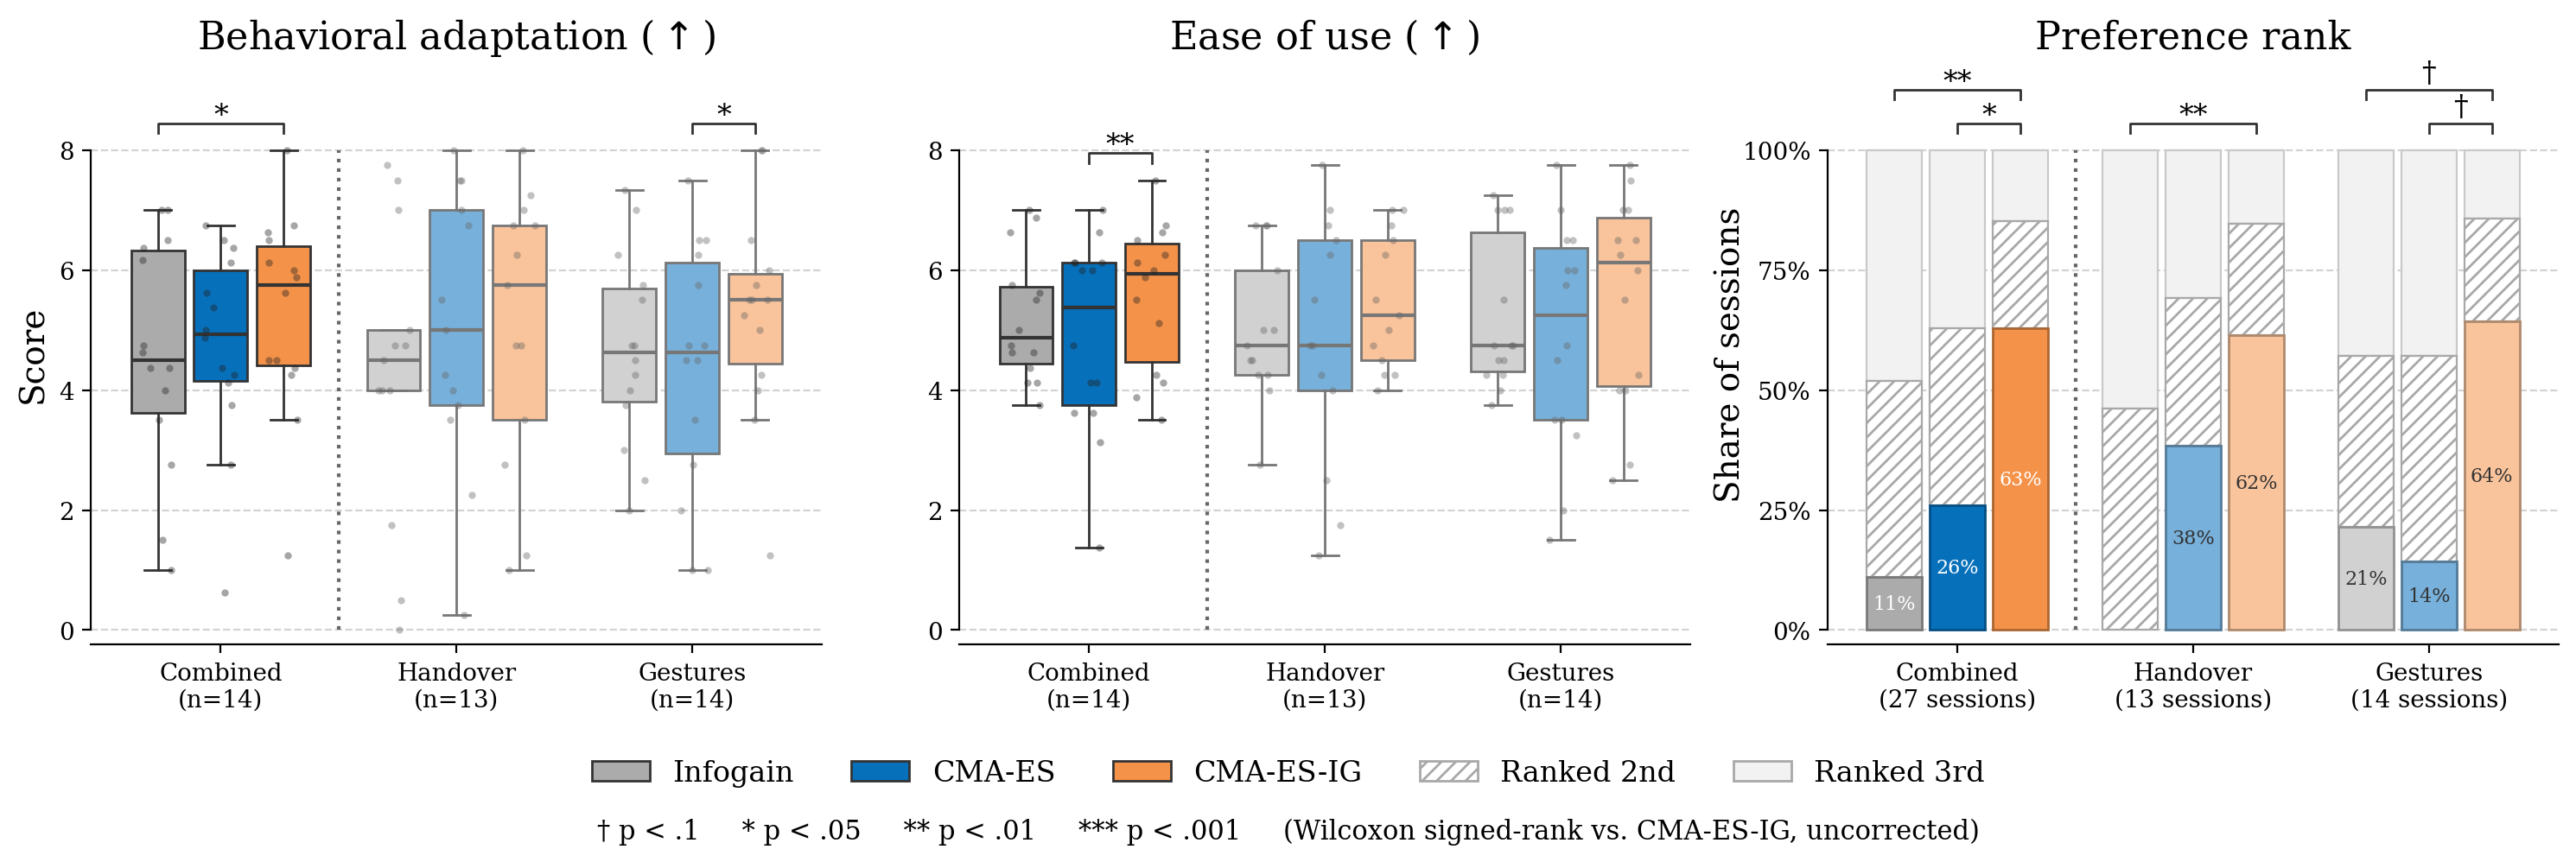 Behavioral adaptation ( ↑ )
Ease of use ( ↑ )
Preference rank
*
*
**
**
*
**
†
†
Score
8
6
4
2
0
Combined
(n=14)
Handover
(n=13)
Gestures
(n=14)
8
6
4
2
0
Combined
(n=14)
Handover
(n=13)
Gestures
(n=14)
Share of sessions
100%
75%
50%
25%
0%
11%
26%
63%
38%
62%
21%
14%
64%
Combined
(27 sessions)
Handover
(13 sessions)
Gestures
(14 sessions)
Infogain CMA-ES CMA-ES-IG Ranked 2nd Ranked 3rd
† p < .1 * p < .05 ** p < .01 *** p < .001 (Wilcoxon signed-rank vs. CMA-ES-IG, uncorrected)